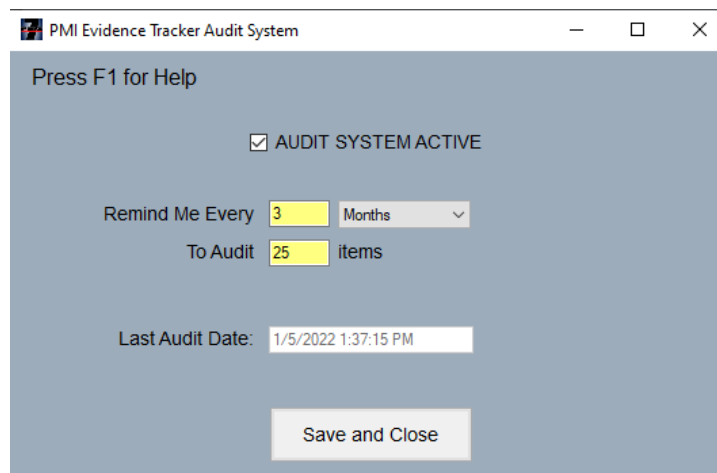 PMI Evidence Tracker Audit System
Press F1 for Help
AUDIT SYSTEM ACTIVE
Remind Me Every 3 Months
To Audit 25 items
Last Audit Date: 1/5/2022 1:37:15 PM
Save and Close